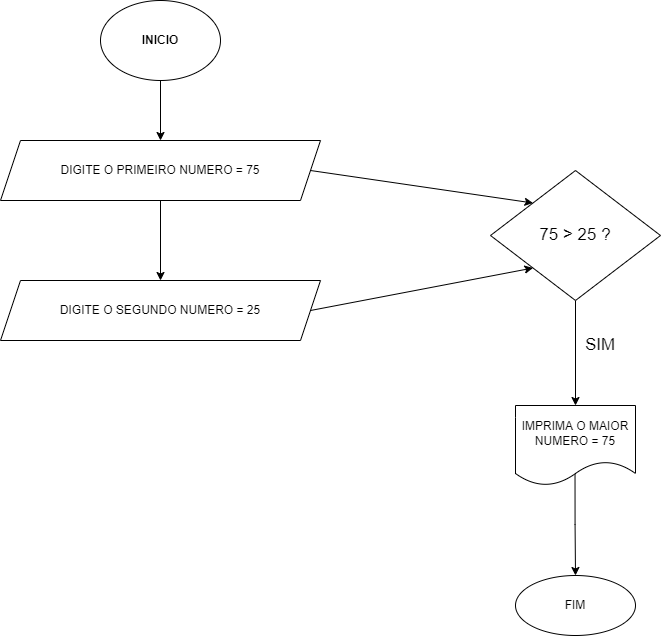 INICIO
DIGITE O PRIMEIRO NUMERO = 75
75 > 25 ?
DIGITE O SEGUNDO NUMERO = 25
SIM
IMPRIMA O MAIOR
NUMERO = 75
FIM